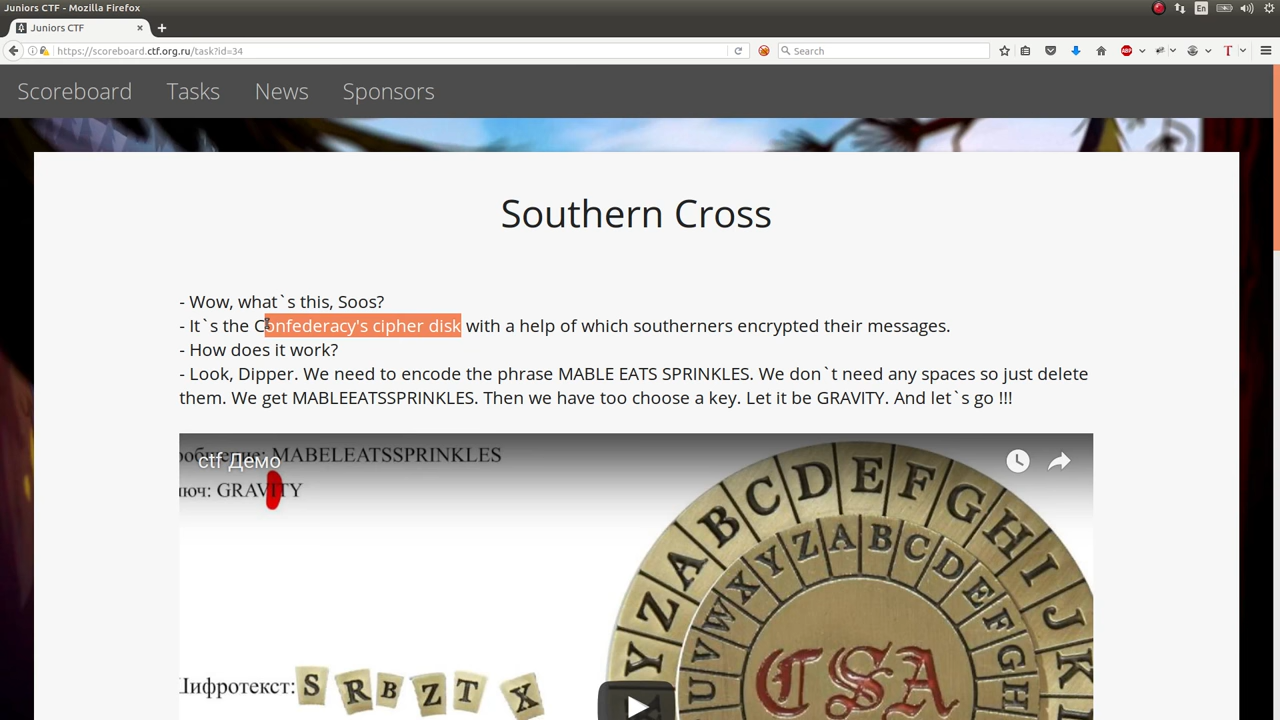 Juniors CTF - Mozilla Firefox
En
Juniors CTF
https://scoreboard.ctf.org.ru/task?id=34
Search
ABP
T
Scoreboard Tasks News Sponsors
Southern Cross
- Wow, what`s this, Soos?
- It`s the Confederacy's cipher disk with a help of which southerners encrypted their messages.
- How does it work?
- Look, Dipper. We need to encode the phrase MABLE EATS SPRINKLES. We don`t need any spaces so just delete
them. We get MABLEEATSSPRINKLES. Then we have too choose a key. Let it be GRAVITY. And let`s go !!!
ctf Демо
MABELEATSSPRINKLES
GRAVITY
Y Z A B C D E F G H I J K L
U V W X Y Z A B C D E F G H
CSA
Шифротекст: S R B Z T X